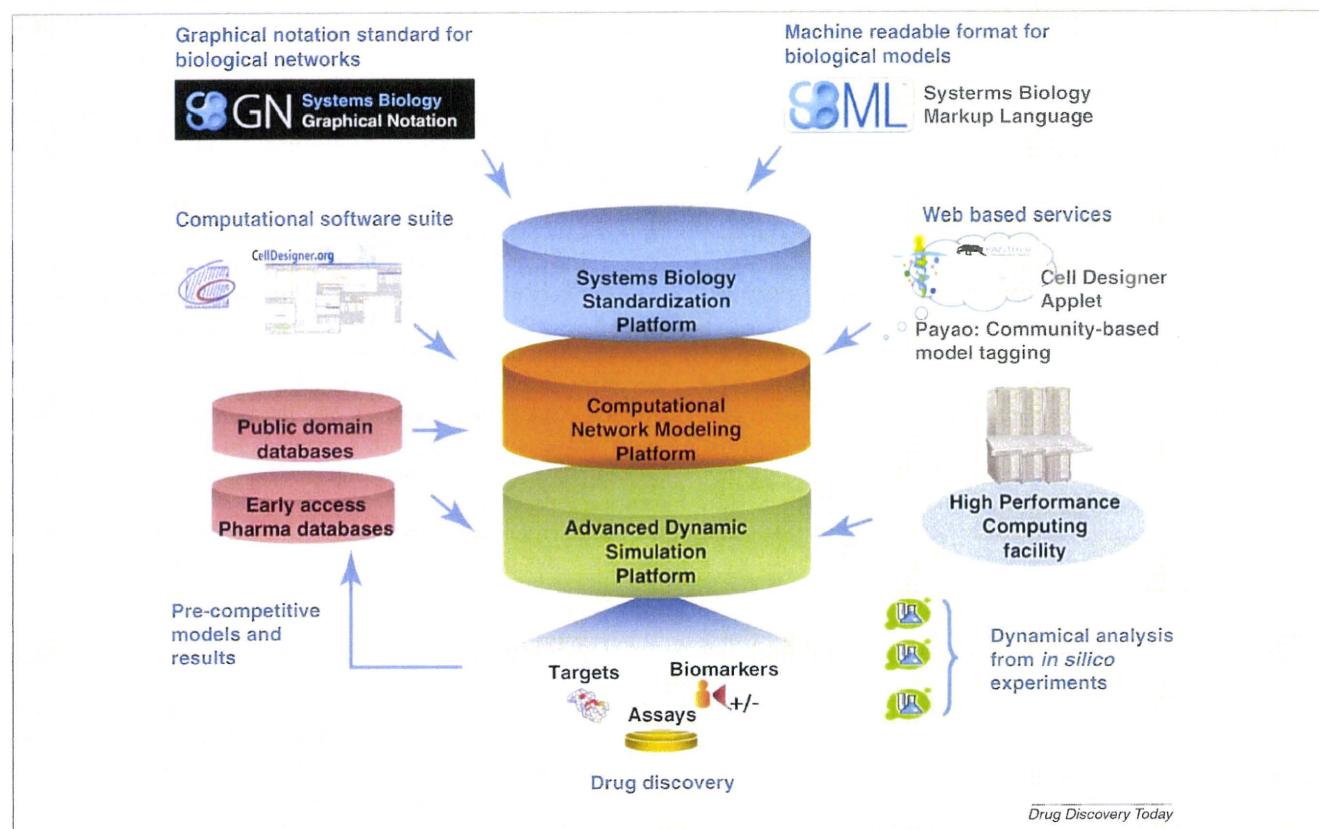 Graphical notation standard for
biological networks
SBGN Systems Biology
Graphical Notation
Machine readable format for
biological models
SBML Systerms Biology
Markup Language
Computational software suite
CellDesigner.org
Web based services
PANTHER
Cell Designer
Applet
Payao: Community-based
model tagging
Systems Biology
Standardization
Platform
Computational
Network Modeling
Platform
Public domain
databases
Early access
Pharma databases
Advanced Dynamic
Simulation
Platform
High Performance
Computing
facility
Pre-competitive
models and
results
Targets
Biomarkers
+/-
Assays
Dynamical analysis
from in silico
experiments
Drug discovery
Drug Discovery Today